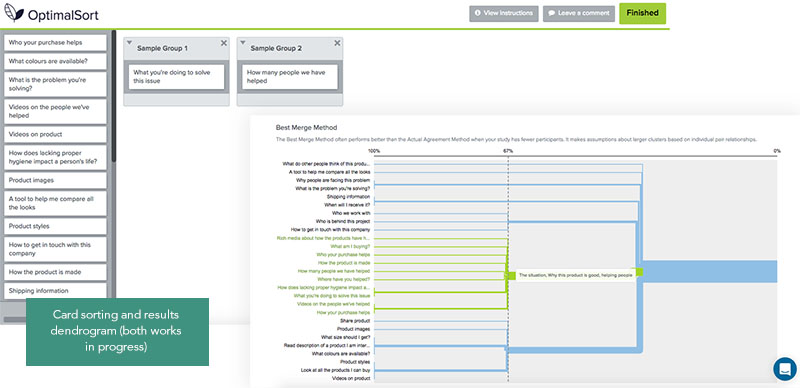 OptimalSort
View instructions
Leave a comment
Finished
Who your purchase helps
What colours are available?
What is the problem you're
solving?
Videos on the people we've
helped
Videos on product
How does lacking proper
hygiene impact a person's life?
Product images
A tool to help me compare all
the looks
Product styles
How to get in touch with this
company
How the product is made
Shipping information
Sample Group 1
What you're doing to solve
this issue
Sample Group 2
How many people we have
helped
Card sorting and results
dendrogram (both works
in progress)
Best Merge Method
The Best Merge Method often performs better than the Actual Agreement Method when your study has fewer participants. It makes assumptions about larger clusters based on individual pair relationships.
100%
67%
0%
What do other people think of this produ...
A tool to help me compare all the looks
Why people are facing this problem
What is the problem you're solving?
Shipping information
When will I receive it?
Who we work with
Who is behind this project
How to get in touch with this company
Rich media about how the products have h...
What am I buying?
Who your purchase helps
How the product is made
How many people we have helped
Where have you helped?
How does lacking proper hygiene impact a...
What you're doing to solve this issue
Videos on the people we've helped
How your purchase helps
The situation, Why this product is good, helping people
Share product
Product images
What size should I get?
Read description of a product I am inter...
What colours are available?
Product styles
Look at all the products I can buy
Videos on product